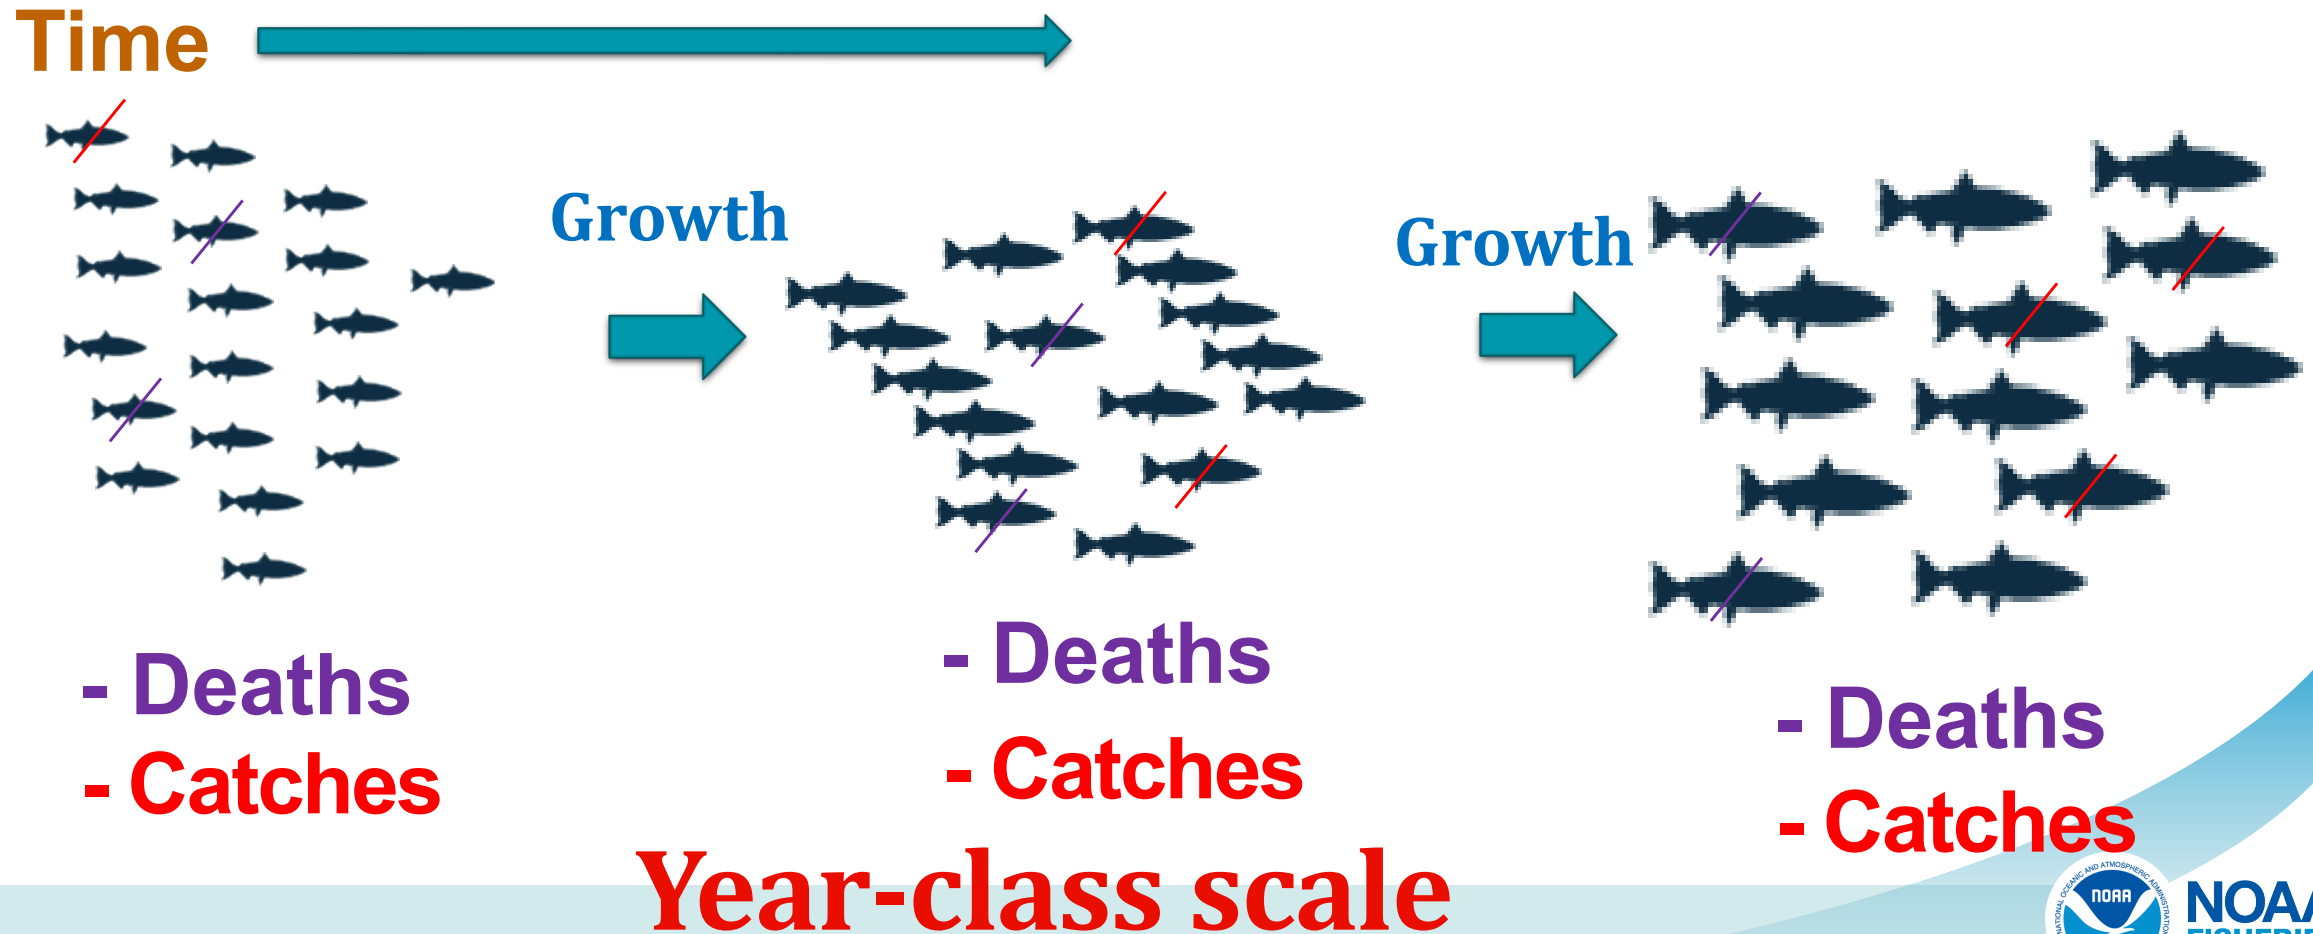 Time
Growth
Growth
- Deaths
- Catches
- Deaths
- Catches
- Deaths
- Catches
Year-class scale
NOAA
NOAA